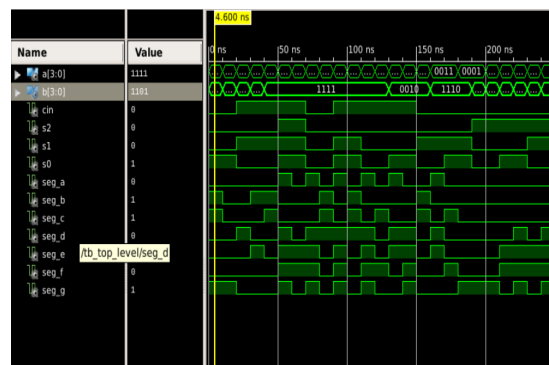 4.600 ns
Name Value
0 ns 50 ns 100 ns 150 ns 200 ns
a[3:0] 1111 0011 0001
b[3:0] 1101 1111 0010 1110
cin 0
s2 0
s1 0
s0 1
seg_a 0
seg_b 1
seg_c 1
seg_d 0
seg_e /tb_top_level/seg_d
seg_f 0
seg_g 1